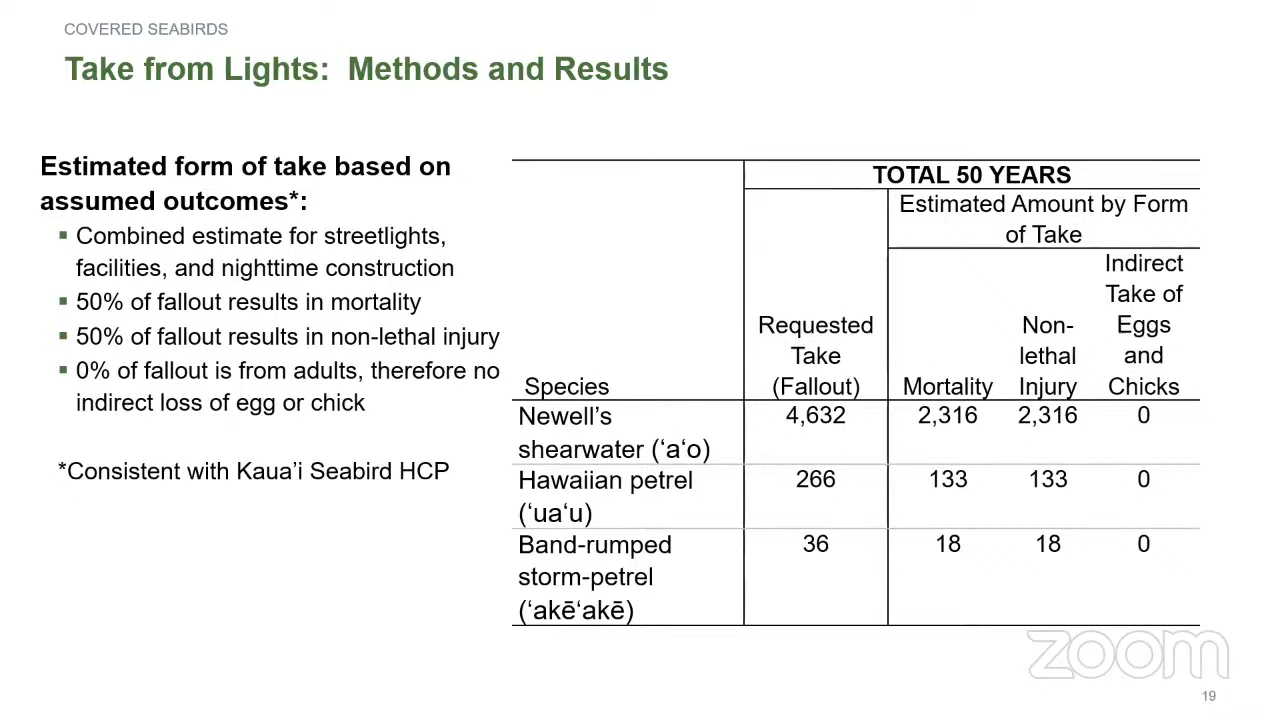 COVERED SEABIRDS
Take from Lights:  Methods and Results
Estimated form of take based on
assumed outcomes*:
▪ Combined estimate for streetlights,
facilities, and nighttime construction
▪ 50% of fallout results in mortality
▪ 50% of fallout results in non-lethal injury
▪ 0% of fallout is from adults, therefore no
indirect loss of egg or chick
*Consistent with Kaua’i Seabird HCP
TOTAL 50 YEARS
Estimated Amount by Form
of Take
Species
Requested
Take
(Fallout)
Mortality
Non-
lethal
Injury
Indirect
Take of
Eggs
and
Chicks
Newell’s 4,632 2,316 2,316 0
shearwater (‘a‘o)
Hawaiian petrel 266 133 133 0
(‘ua‘u)
Band-rumped 36 18 18 0
storm-petrel
(‘akē‘akē)
zoom
19